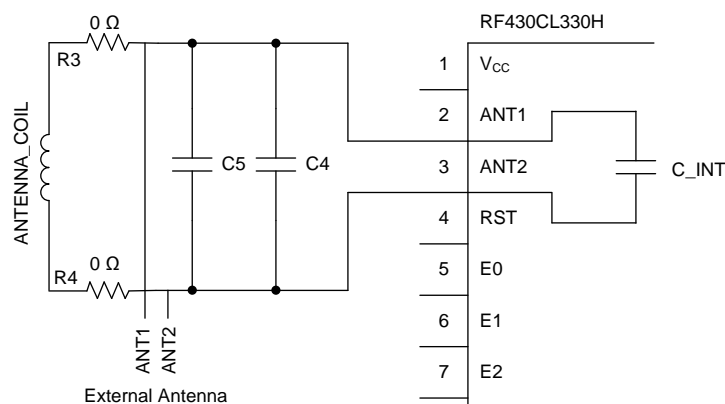 RF430CL330H
0 Ω
R3
1 VCC
2 ANT1
ANTENNA_COIL
C5
C4
3 ANT2
C_INT
4 RST
0 Ω
R4
5 E0
6 E1
ANT1
ANT2
7 E2
External Antenna